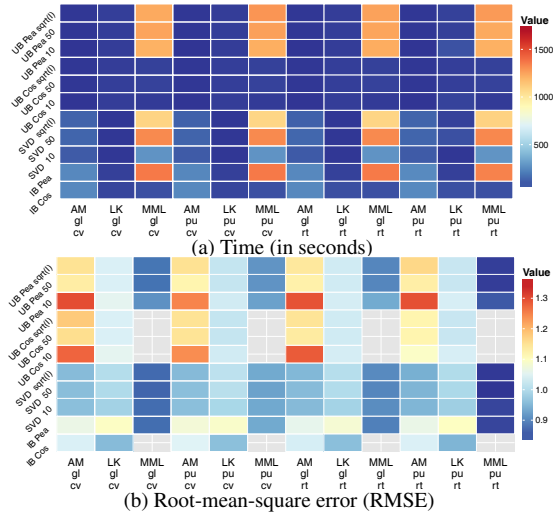 UB Pea sqrt(t)
UB Pea 50
UB Pea 10
UB Cos sqrt(t)
UB Cos 50
UB Cos 10
SVD sqrt(t)
SVD 50
SVD 10
IB Pea
IB Cos
Value
1500
1000
500
AM LK MML AM LK MML AM LK MML AM LK MML
gl gl gl pu pu pu gl gl gl pu pu pu
cv cv cv cv cv cv rt rt rt rt rt rt
(a) Time (in seconds)
UB Pea sqrt(t)
UB Pea 50
UB Pea 10
UB Cos sqrt(t)
UB Cos 50
UB Cos 10
SVD sqrt(t)
SVD 50
SVD 10
IB Pea
IB Cos
Value
1.3
1.2
1.1
1.0
0.9
AM LK MML AM LK MML AM LK MML AM LK MML
gl gl gl pu pu pu gl gl gl pu pu pu
cv cv cv cv cv cv rt rt rt rt rt rt
(b) Root-mean-square error (RMSE)